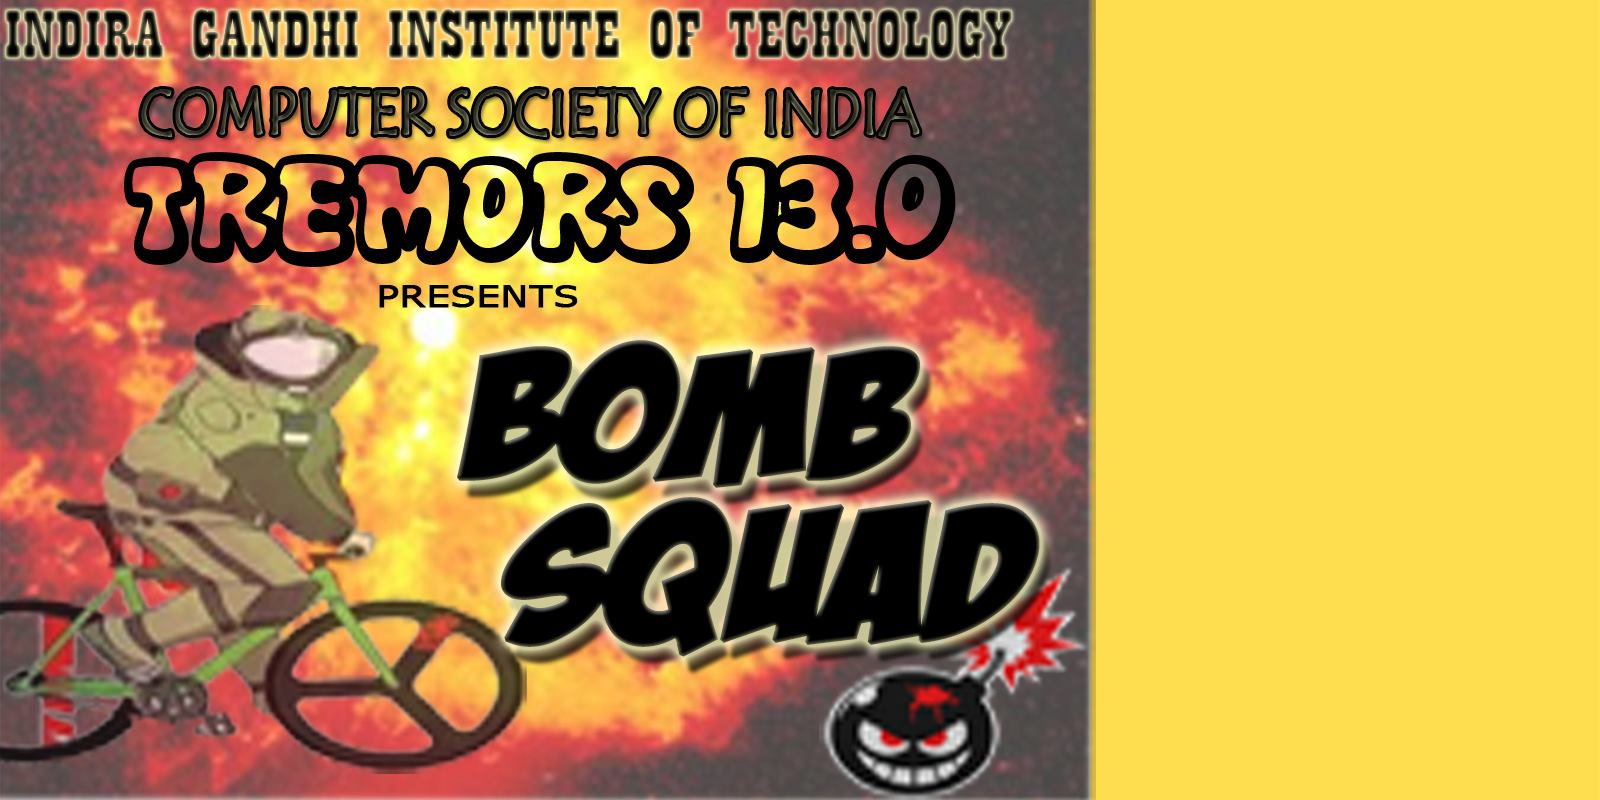 INDIRA GANDHI INSTITUTE OF TECHNOLOGY
COMPUTER SOCIETY OF INDIA
TREMORS 13.0
PRESENTS
BOMB
SQUAD